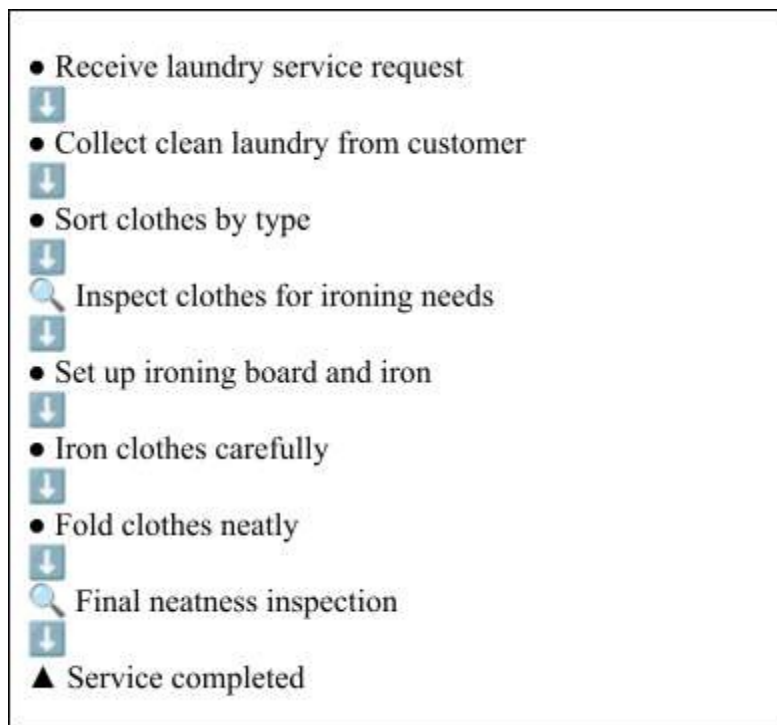 ● Receive laundry service request
⬇️
● Collect clean laundry from customer
⬇️
● Sort clothes by type
⬇️
🔍 Inspect clothes for ironing needs
⬇️
● Set up ironing board and iron
⬇️
● Iron clothes carefully
⬇️
● Fold clothes neatly
⬇️
🔍 Final neatness inspection
⬇️
▲ Service completed